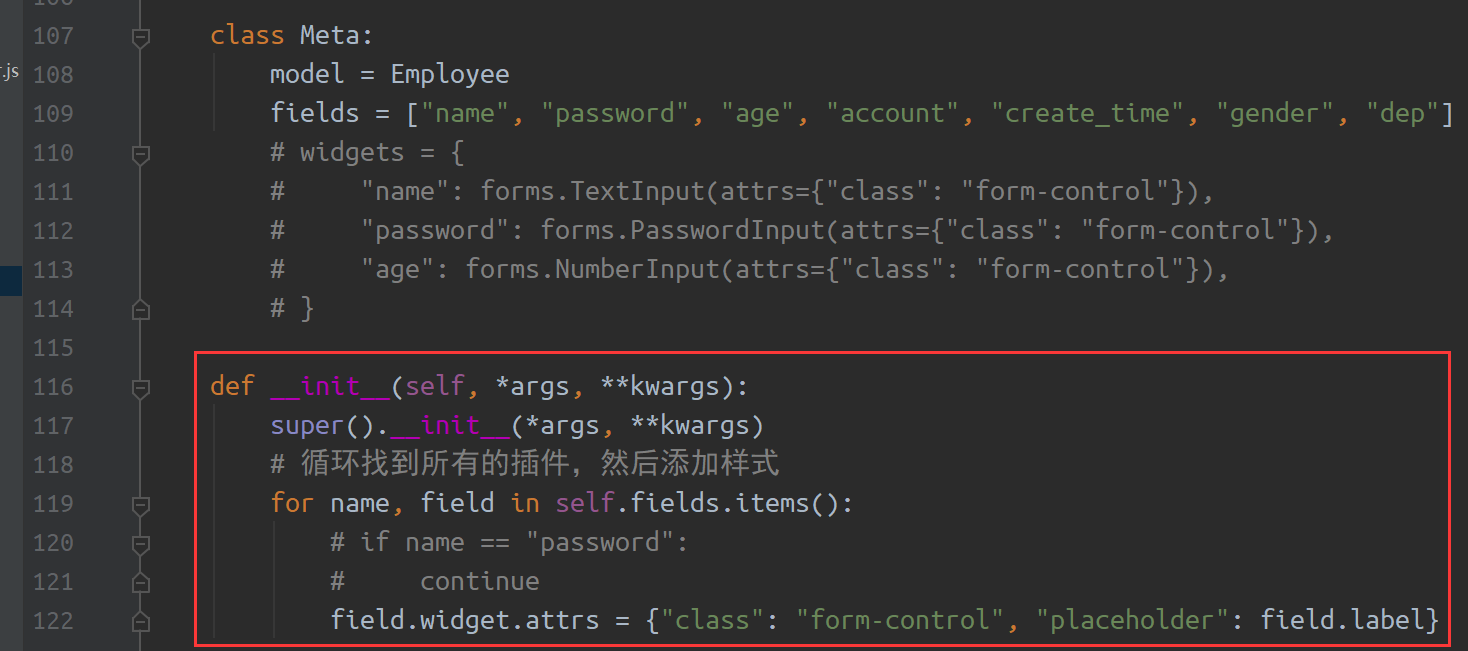 107 class Meta:
.js
108 model = Employee
109 fields = ["name", "password", "age", "account", "create_time", "gender", "dep"]
110 # widgets = {
111 #     "name": forms.TextInput(attrs={"class": "form-control"}),
112 #     "password": forms.PasswordInput(attrs={"class": "form-control"}),
113 #     "age": forms.NumberInput(attrs={"class": "form-control"}),
114 # }
115
116 def __init__(self, *args, **kwargs):
117 super().__init__(*args, **kwargs)
118 # 循环找到所有的插件，然后添加样式
119 for name, field in self.fields.items():
120 # if name == "password":
121 #     continue
122 field.widget.attrs = {"class": "form-control", "placeholder": field.label}